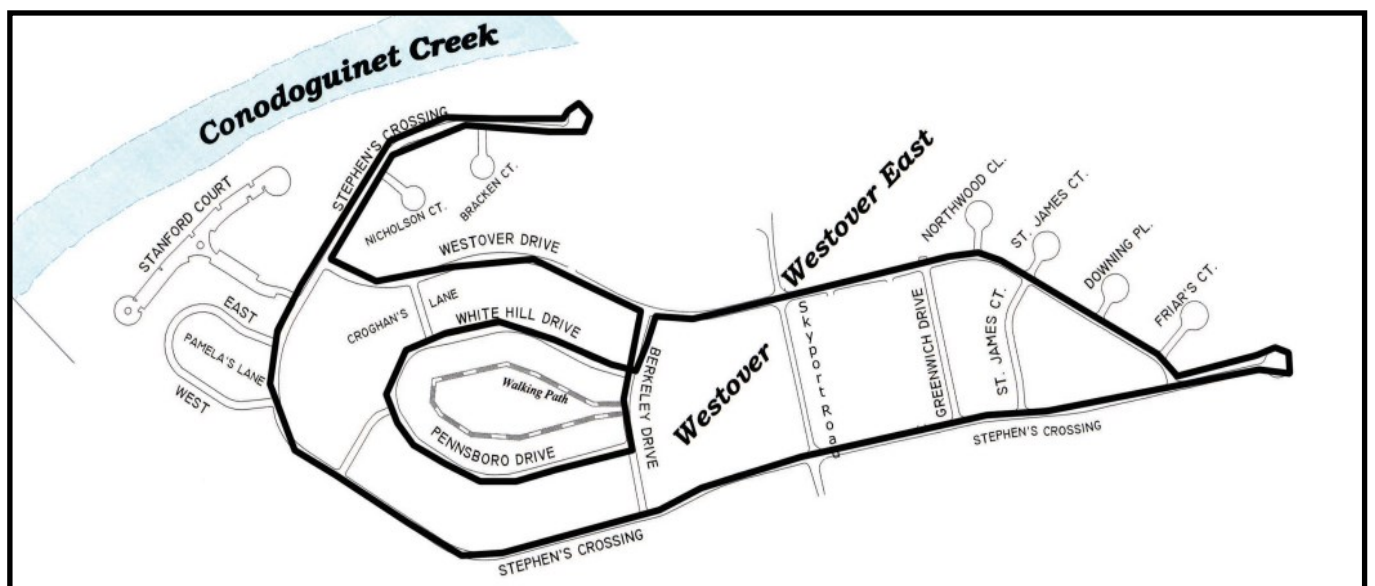 Conodoguinet Creek
STEPHEN'S CROSSING
STANFORD COURT
NICHOLSON CT.
BRACKEN CT.
WESTOVER DRIVE
Westover East
NORTHWOOD CL.
ST. JAMES CT.
DOWNING PL.
FRIAR'S CT.
EAST
PAMELA'S LANE
WEST
CROGHAN'S
LANE
WHITE HILL DRIVE
Walking Path
PENNSBORO DRIVE
BERKELEY DRIVE
Westover
Skyport Road
GREENWICH DRIVE
ST. JAMES CT.
STEPHEN'S CROSSING
STEPHEN'S CROSSING